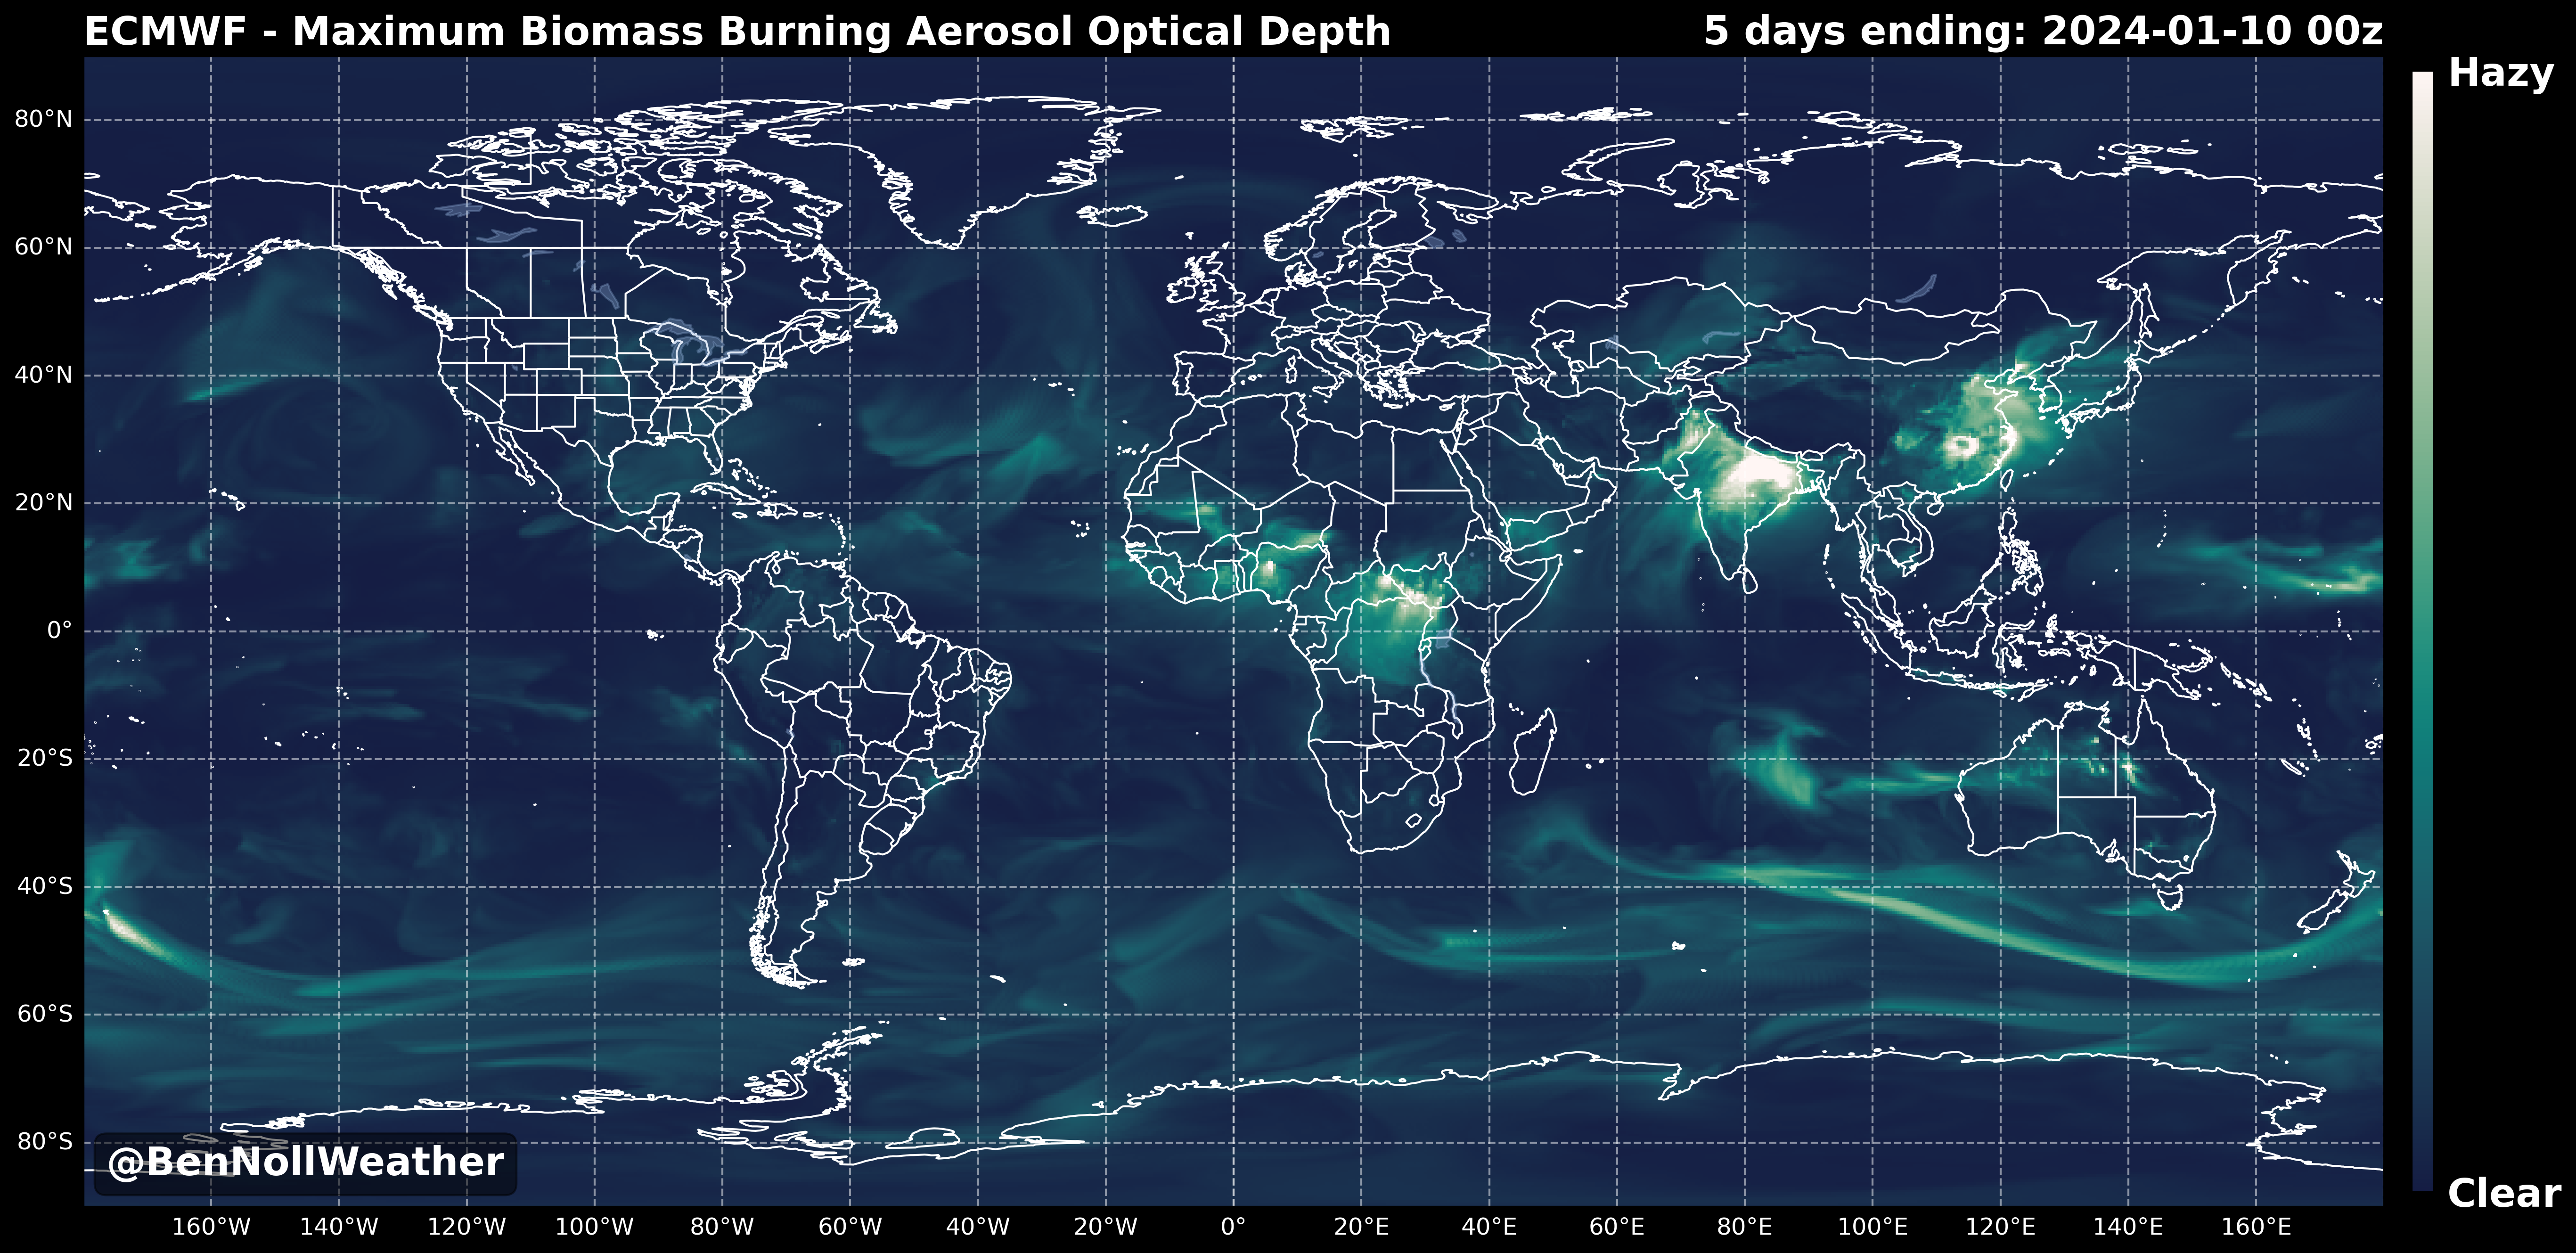 ECMWF - Maximum Biomass Burning Aerosol Optical Depth
5 days ending: 2024-01-10 00z
Hazy
80°N
60°N
40°N
20°N
0°
20°S
40°S
60°S
80°S
@BenNollWeather
Clear
160°W 140°W 120°W 100°W 80°W 60°W 40°W 20°W 0° 20°E 40°E 60°E 80°E 100°E 120°E 140°E 160°E